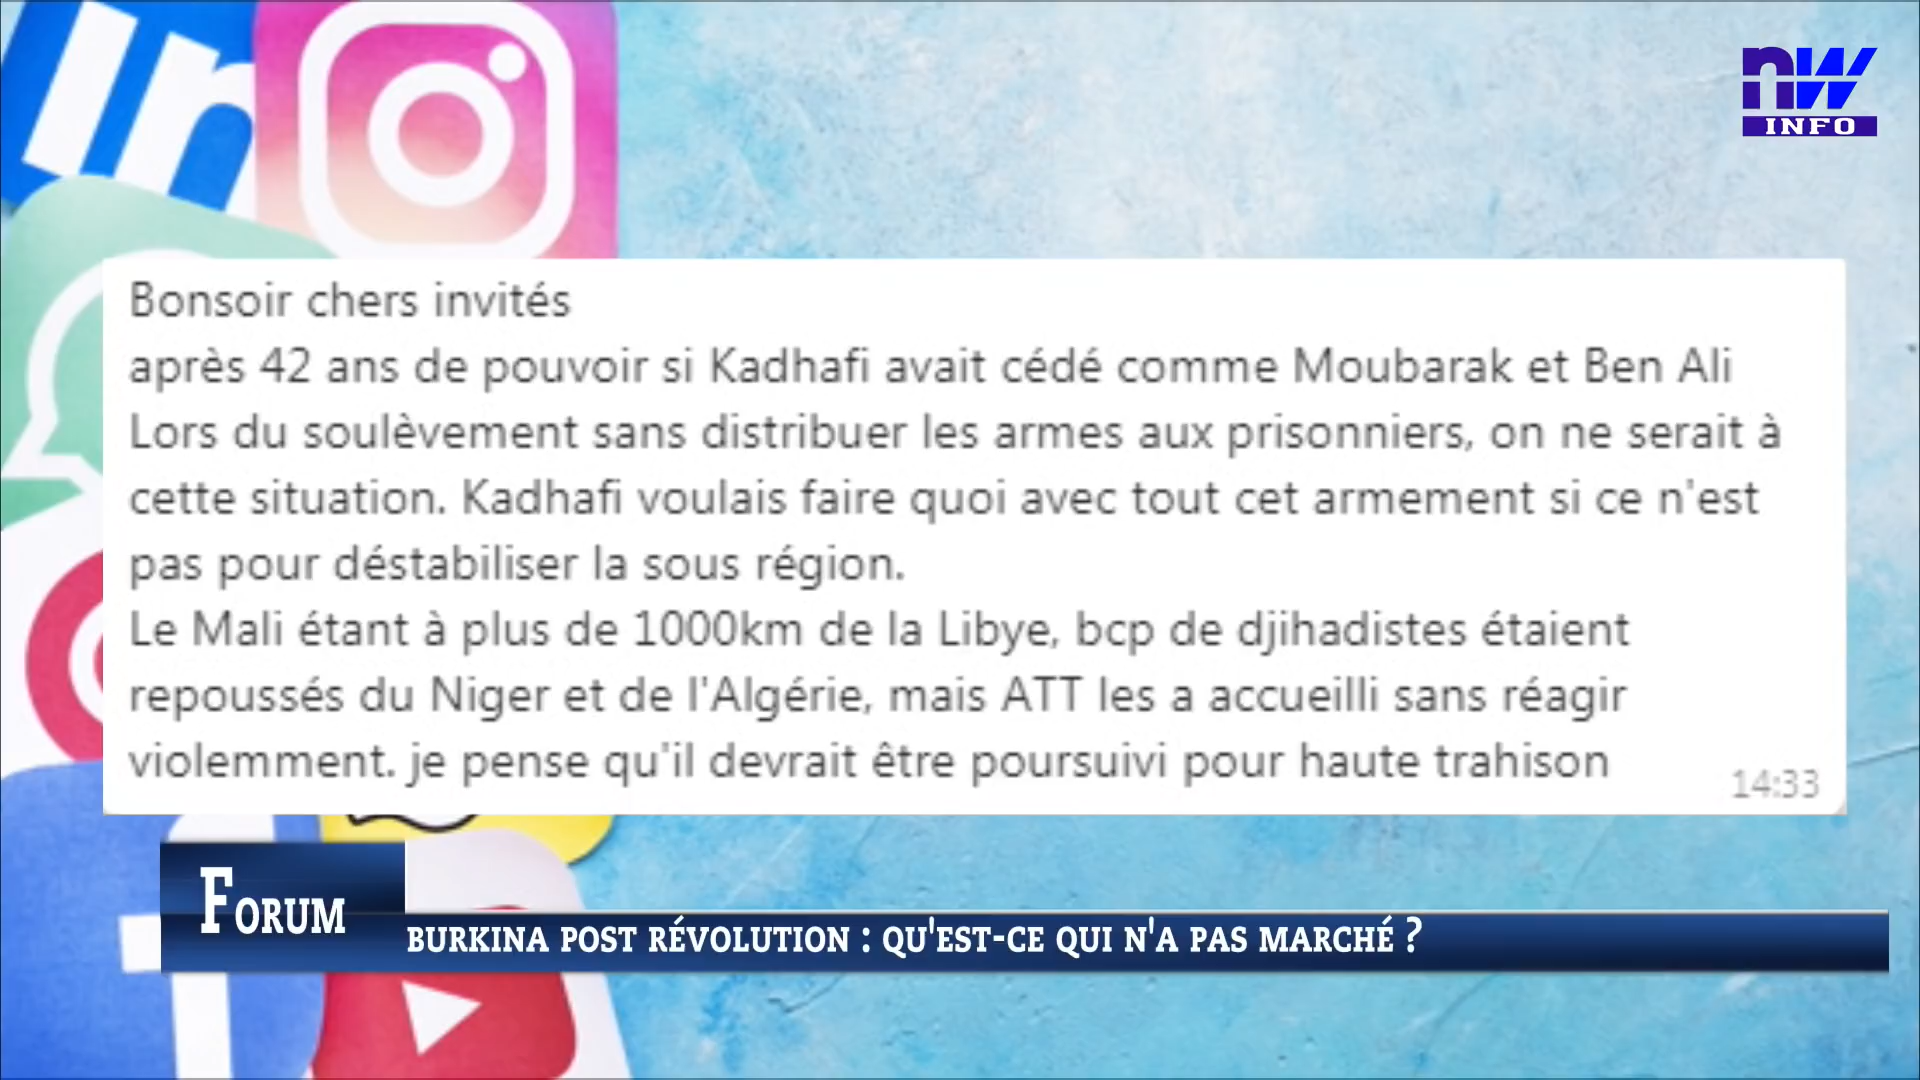 in
nw
INFO
Bonsoir chers invités
après 42 ans de pouvoir si Kadhafi avait cédé comme Moubarak et Ben Ali
Lors du soulèvement sans distribuer les armes aux prisonniers, on ne serait à
cette situation. Kadhafi voulais faire quoi avec tout cet armement si ce n'est
pas pour déstabiliser la sous région.
Le Mali étant à plus de 1000km de la Libye, bcp de djihadistes étaient
repoussés du Niger et de l'Algérie, mais ATT les a accueilli sans réagir
violemment. je pense qu'il devrait être poursuivi pour haute trahison
14:33
FORUM
BURKINA POST RÉVOLUTION : QU'EST-CE QUI N'A PAS MARCHÉ ?